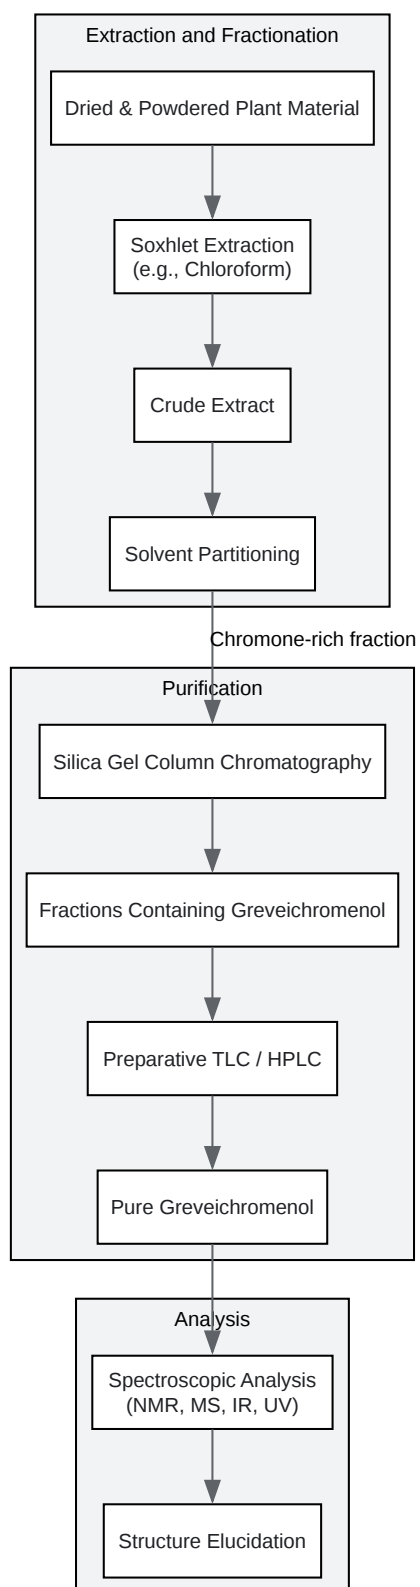 Extraction and Fractionation
Dried & Powdered Plant Material
Soxhlet Extraction
(e.g., Chloroform)
Crude Extract
Solvent Partitioning
Chromone-rich fraction
Purification
Silica Gel Column Chromatography
Fractions Containing Greveichromenol
Preparative TLC / HPLC
Pure Greveichromenol
Analysis
Spectroscopic Analysis
(NMR, MS, IR, UV)
Structure Elucidation